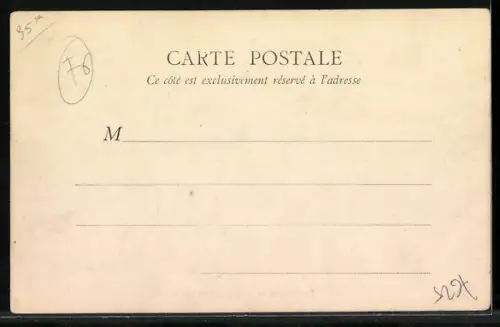 CARTE POSTALE
Ce côté est exclusivement réservé à l'adresse
M